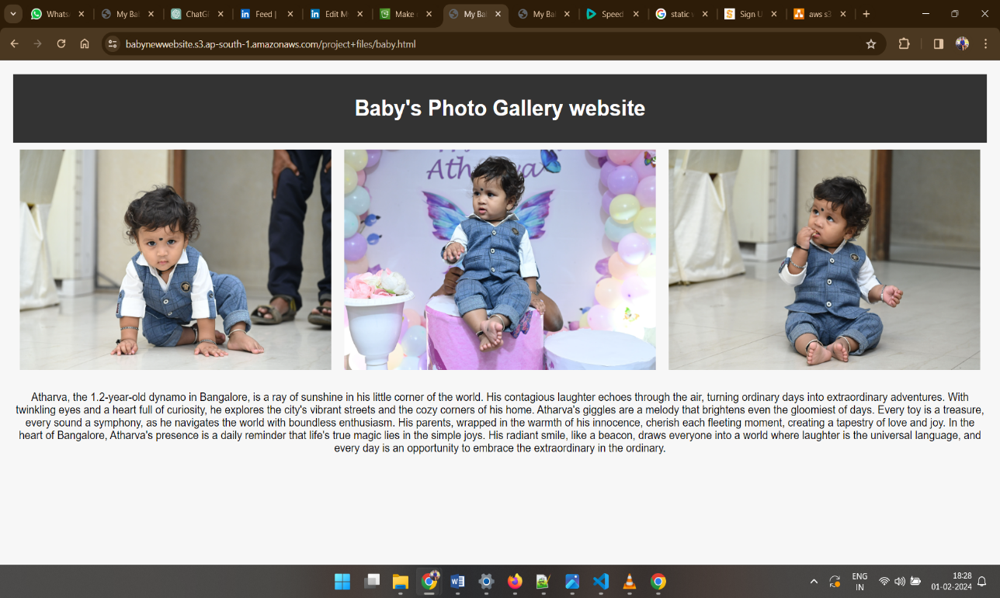 Whats
My Bal
ChatG
Feed |
Edit M
Make
My Bal
My Bal
Speed
static
Sign U
aws s3
babynewwebsite.s3.ap-south-1.amazonaws.com/project+files/baby.html
Baby's Photo Gallery website
Atharva
Atharva, the 1.2-year-old dynamo in Bangalore, is a ray of sunshine in his little corner of the world. His contagious laughter echoes through the air, turning ordinary days into extraordinary adventures. With
twinkling eyes and a heart full of curiosity, he explores the city's vibrant streets and the cozy corners of his home. Atharva's giggles are a melody that brightens even the gloomiest of days. Every toy is a treasure,
every sound a symphony, as he navigates the world with boundless enthusiasm. His parents, wrapped in the warmth of his innocence, cherish each fleeting moment, creating a tapestry of love and joy. In the
heart of Bangalore, Atharva's presence is a daily reminder that life's true magic lies in the simple joys. His radiant smile, like a beacon, draws everyone into a world where laughter is the universal language, and
every day is an opportunity to embrace the extraordinary in the ordinary.
ENG
IN
18:28
01-02-2024